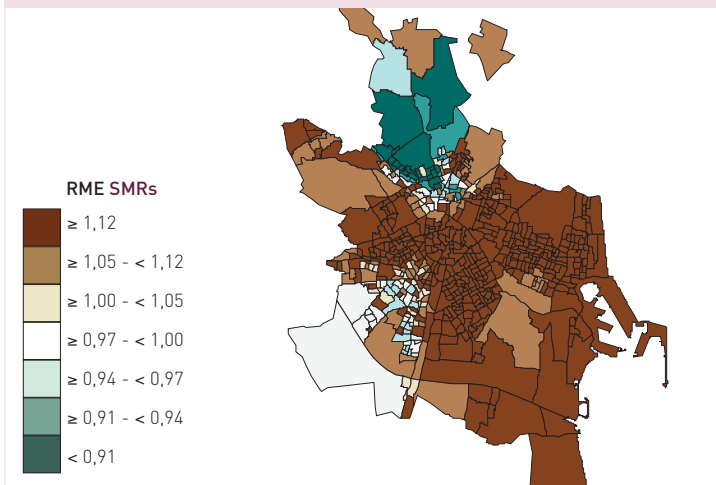 RME SMRs
≥ 1,12
≥ 1,05 - < 1,12
≥ 1,00 - < 1,05
≥ 0,97 - < 1,00
≥ 0,94 - < 0,97
≥ 0,91 - < 0,94
< 0,91